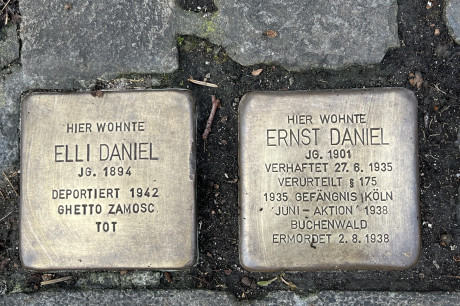 HIER WOHNTE
ELLI DANIEL
JG. 1894
DEPORTIERT 1942
GHETTO ZAMOSC
TOT
HIER WOHNTE
ERNST DANIEL
JG. 1901
VERHAFTET 27. 6. 1935
VERURTEILT § 175
1935 GEFÄNGNIS KÖLN
'JUNI - AKTION' 1938
BUCHENWALD
ERMORDET 2. 8. 1938